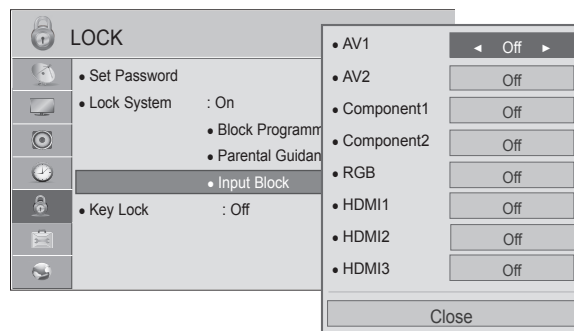 LOCK
• Set Password
• Lock System : On
• Block Programm
• Parental Guidan
• Input Block
• Key Lock : Off
• AV1 ◄ Off ►
• AV2 Off
• Component1 Off
• Component2 Off
• RGB Off
• HDMI1 Off
• HDMI2 Off
• HDMI3 Off
Close